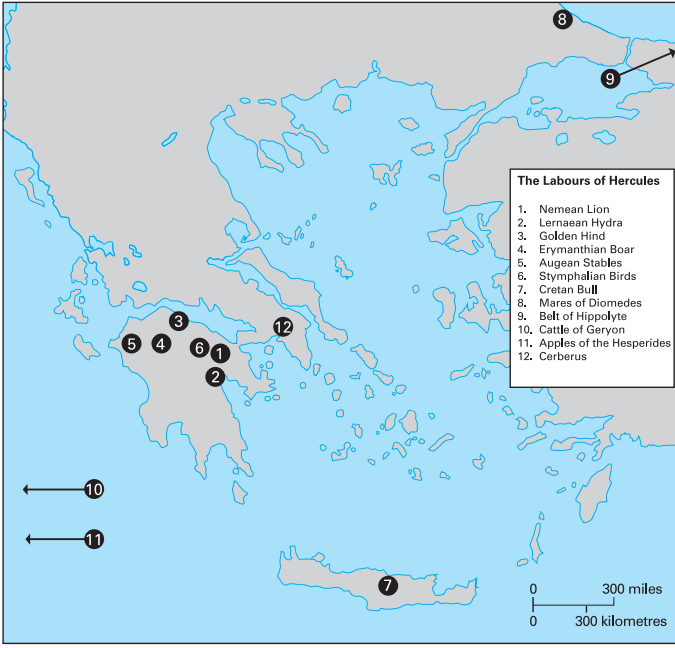 8
9
The Labours of Hercules
1. Nemean Lion
2. Lernaean Hydra
3. Golden Hind
4. Erymanthian Boar
5. Augean Stables
6. Stymphalian Birds
7. Cretan Bull
8. Mares of Diomedes
9. Belt of Hippolyte
10. Cattle of Geryon
11. Apples of the Hesperides
12. Cerberus
3
12
5
4
6
1
2
10
11
7
0 300 miles
0 300 kilometres